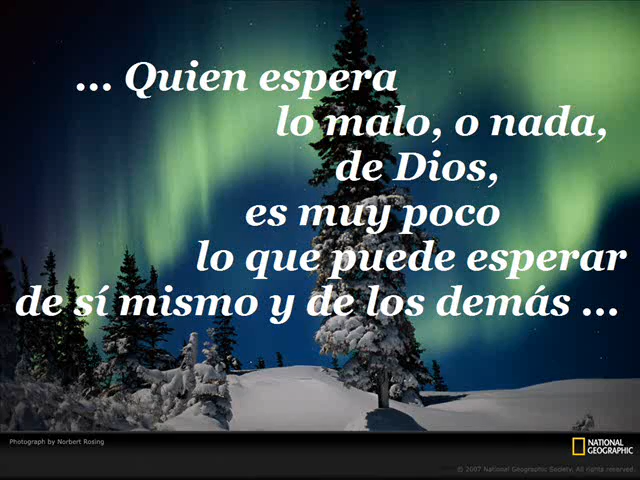 ... Quien espera
lo malo, o nada,
de Dios,
es muy poco
lo que puede esperar
de sí mismo y de los demás ...
Photograph by Norbert Rosing
NATIONAL
GEOGRAPHIC
© 2007 National Geographic Society. All rights reserved.